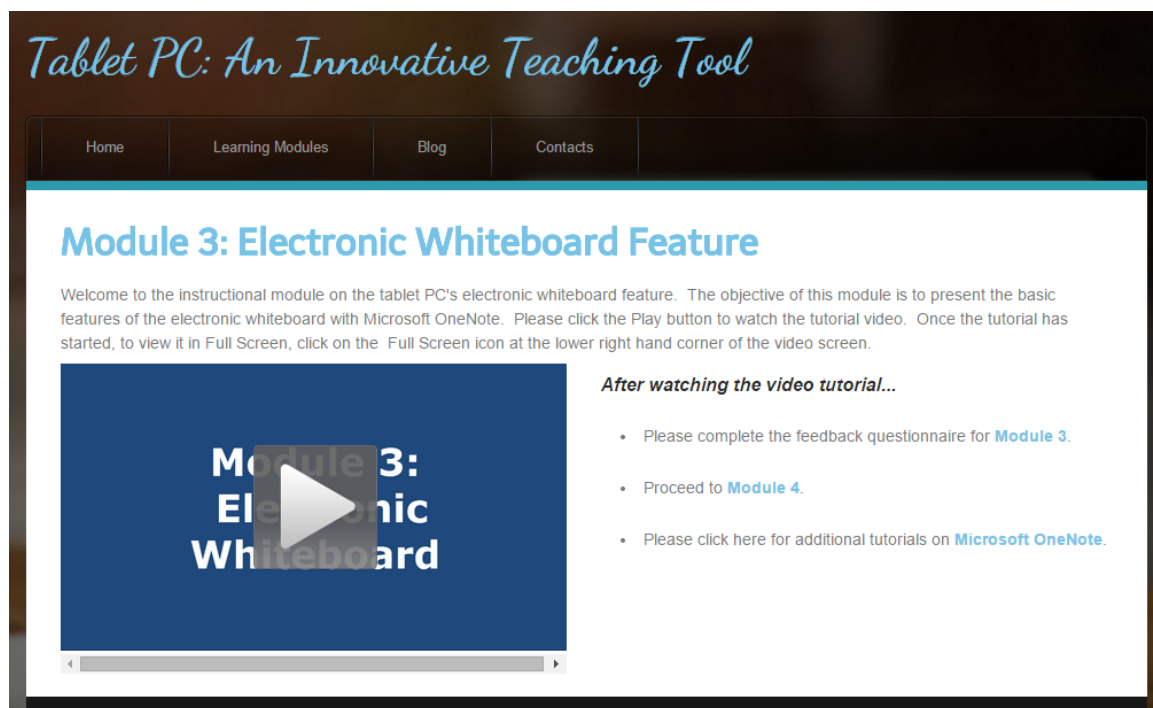 Tablet PC: An Innovative Teaching Tool
Home Learning Modules Blog Contacts
Module 3: Electronic Whiteboard Feature
Welcome to the instructional module on the tablet PC's electronic whiteboard feature.  The objective of this module is to present the basic
features of the electronic whiteboard with Microsoft OneNote.  Please click the Play button to watch the tutorial video.  Once the tutorial has
started, to view it in Full Screen, click on the  Full Screen icon at the lower right hand corner of the video screen.
Module 3:
Electronic
Whiteboard
After watching the video tutorial...
• Please complete the feedback questionnaire for Module 3.
• Proceed to Module 4.
• Please click here for additional tutorials on Microsoft OneNote.